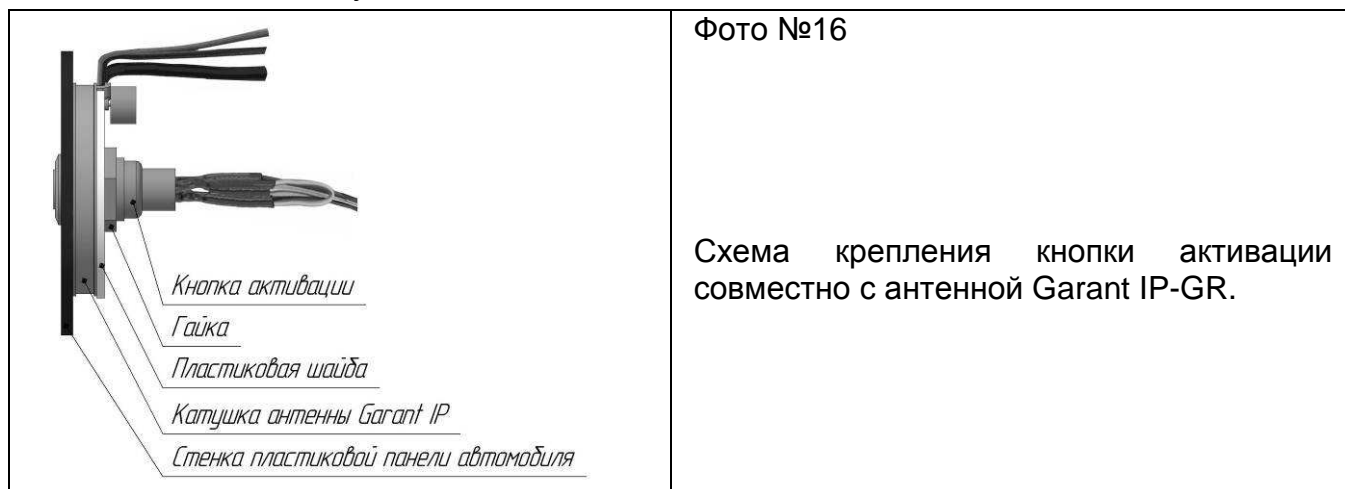 Фото №16
Схема крепления кнопки активации
совместно с антенной Garant IP-GR.
Кнопка активации
Гайка
Пластиковая шайба
Катушка антенны Garant IP
Стенка пластиковой панели автомобиля